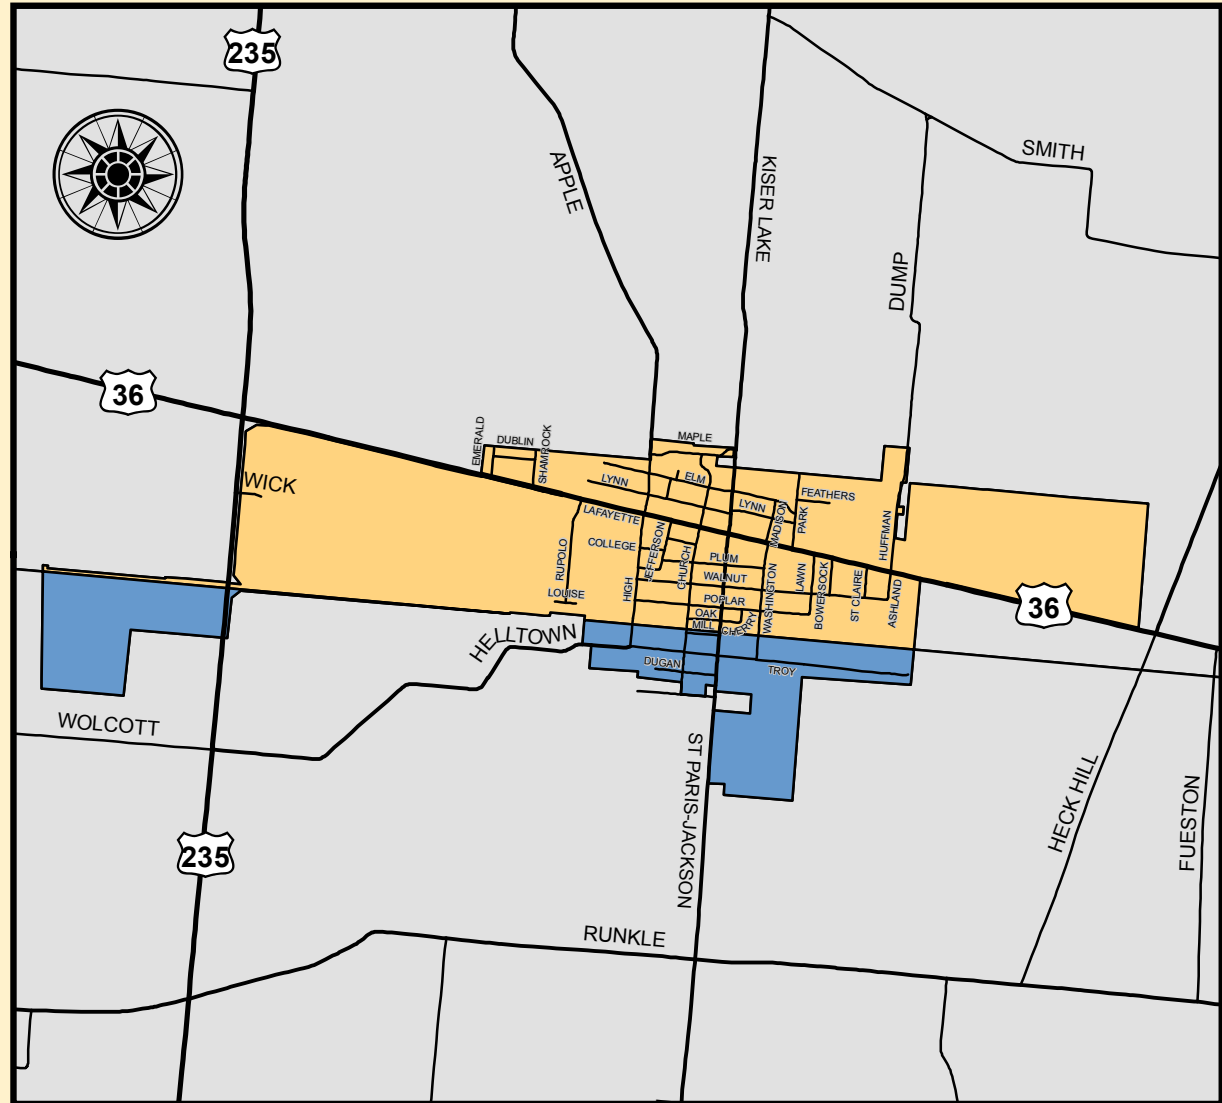 235
SMITH
APPLE
KISER LAKE
DUMP
36
EMERALD
DUBLIN
SHAMROCK
MAPLE
WICK
LYNN
ELM
LYNN
FEATHERS
MADISON
PARK
LAFAYETTE
COLLEGE
JEFFERSON
RUPOLO
LOUISE
HIGH
CHURCH
PLUM
WALNUT
POPLAR
OAK
MILL
CHERRY
WASHINGTON
LAWN
BOWERSOCK
ST CLAIRE
HUFFMAN
ASHLAND
36
HELLTOWN
DUGAN
TROY
WOLCOTT
ST PARIS-JACKSON
HECK HILL
FUESTON
235
RUNKLE